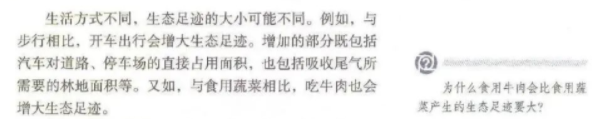 生活方式不同，生态足迹的大小可能不同。例如，与
步行相比，开车出行会增大生态足迹。增加的部分既包括
汽车对道路、停车场的直接占用面积，也包括吸收尾气所
需要的林地面积等。又如，与食用蔬菜相比，吃牛肉也会
增大生态足迹。
为什么食用牛肉会比食用蔬
菜产生的生态足迹要大？